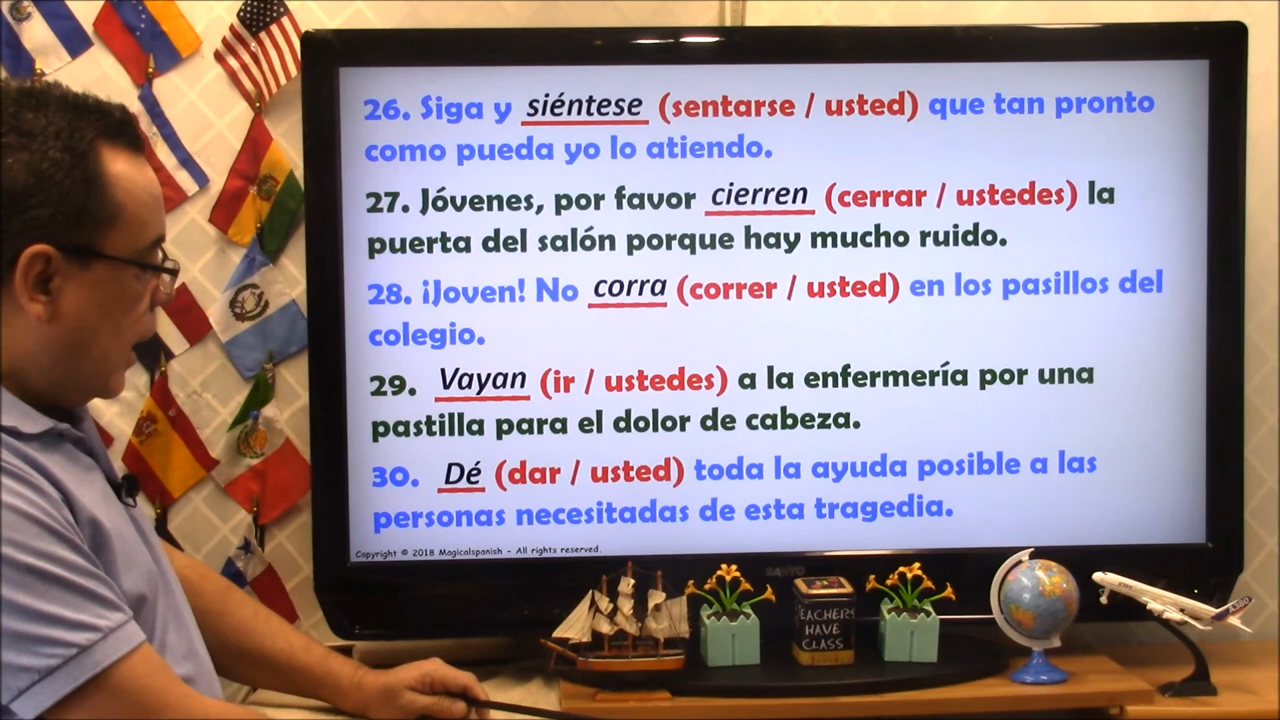 26. Siga y siéntese (sentarse / usted) que tan pronto
como pueda yo lo atiendo.
27. Jóvenes, por favor cierren (cerrar / ustedes) la
puerta del salón porque hay mucho ruido.
28. ¡Joven! No corra (correr / usted) en los pasillos del
colegio.
29. Vayan (ir / ustedes) a la enfermería por una
pastilla para el dolor de cabeza.
30. Dé (dar / usted) toda la ayuda posible a las
personas necesitadas de esta tragedia.
Copyright © 2018 Magicalspanish - All rights reserved.
SANYO
TEACHERS
HAVE
CLASS
A380